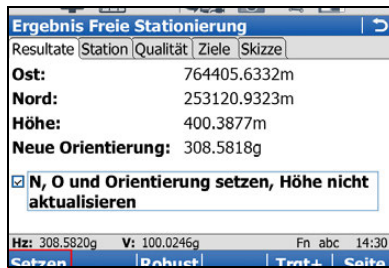 Ergebnis Freie Stationierung
Resultate Station Qualität Ziele Skizze
Ost: 764405.6332m
Nord: 253120.9323m
Höhe: 400.3877m
Neue Orientierung: 308.5818g
N, O und Orientierung setzen, Höhe nicht
aktualisieren
Hz: 308.5820g V: 100.0246g Fn abc 14:30
Setzen Robust Trgt+ Seite